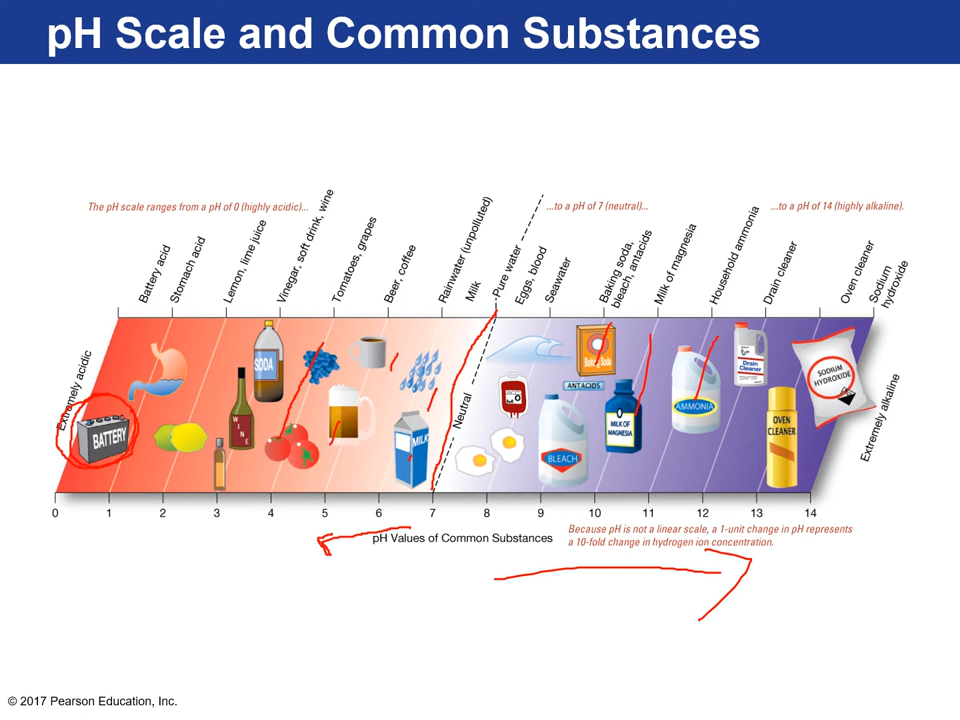 pH Scale and Common Substances
The pH scale ranges from a pH of 0 (highly acidic)...
...to a pH of 7 (neutral)...
...to a pH of 14 (highly alkaline).
Battery acid
Stomach acid
Lemon, lime juice
Vinegar, soft drink, wine
Tomatoes, grapes
Beer, coffee
Rainwater (unpolluted)
Milk
Pure water
Eggs, blood
Seawater
Baking soda,
bleach, antacids
Milk of magnesia
Household ammonia
Drain cleaner
Oven cleaner
Sodium
hydroxide
Extremely acidic
BATTERY
WINE
SODA
MILK
Neutral
Baking Soda
ANTACIDS
BLEACH
MILK OF
MAGNESIA
AMMONIA
Drain
Cleaner
OVEN
CLEANER
SODIUM
HYDROXIDE
Extremely alkaline
0 1 2 3 4 5 6 7 8 9 10 11 12 13 14
pH Values of Common Substances
Because pH is not a linear scale, a 1-unit change in pH represents
a 10-fold change in hydrogen ion concentration.
© 2017 Pearson Education, Inc.